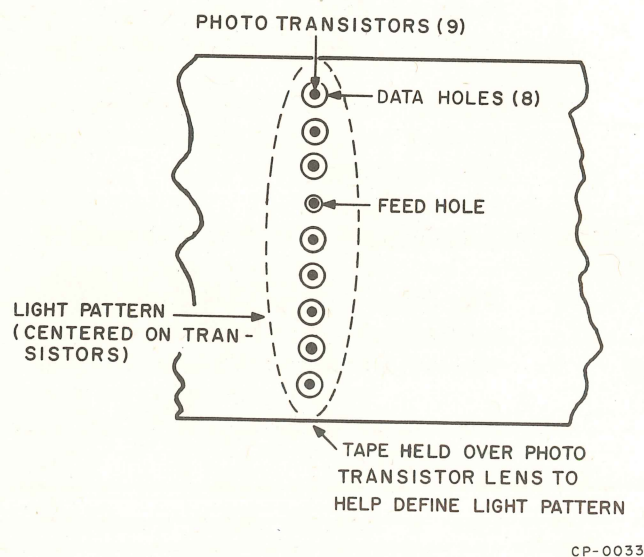 PHOTO TRANSISTORS (9)
DATA HOLES (8)
FEED HOLE
LIGHT PATTERN
(CENTERED ON TRAN-
SISTORS)
TAPE HELD OVER PHOTO
TRANSISTOR LENS TO
HELP DEFINE LIGHT PATTERN
CP-0033